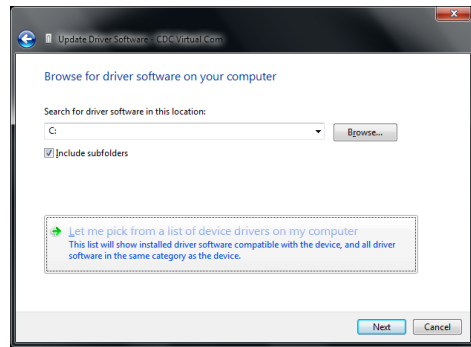 Update Driver Software - CDC Virtual Com
Browse for driver software on your computer
Search for driver software in this location:
C:
Browse...
Include subfolders
Let me pick from a list of device drivers on my computer
This list will show installed driver software compatible with the device, and all driver
software in the same category as the device.
Next Cancel